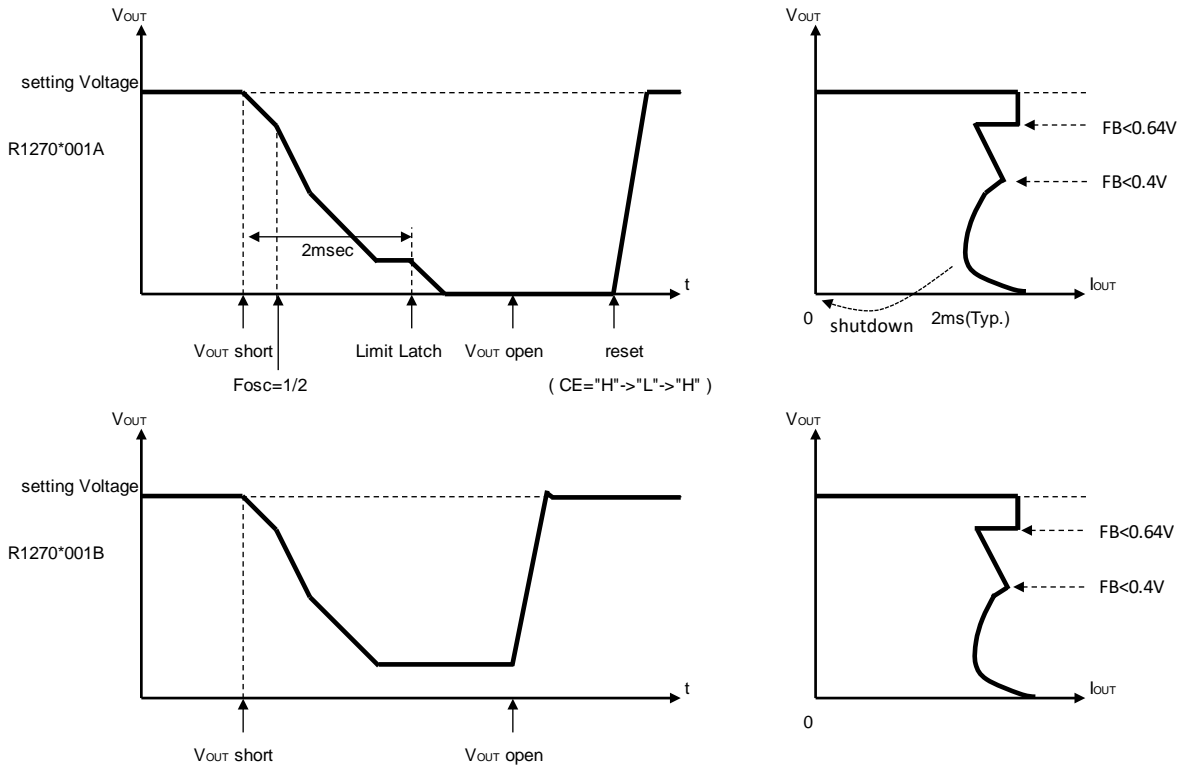 VOUT
setting Voltage
R1270*001A
2msec
t
VOUT short
Limit Latch
VOUT open
reset
Fosc=1/2
( CE="H"->"L"->"H" )
VOUT
FB<0.64V
FB<0.4V
IOUT
0
shutdown
2ms(Typ.)
VOUT
setting Voltage
R1270*001B
t
VOUT short
VOUT open
VOUT
FB<0.64V
FB<0.4V
IOUT
0